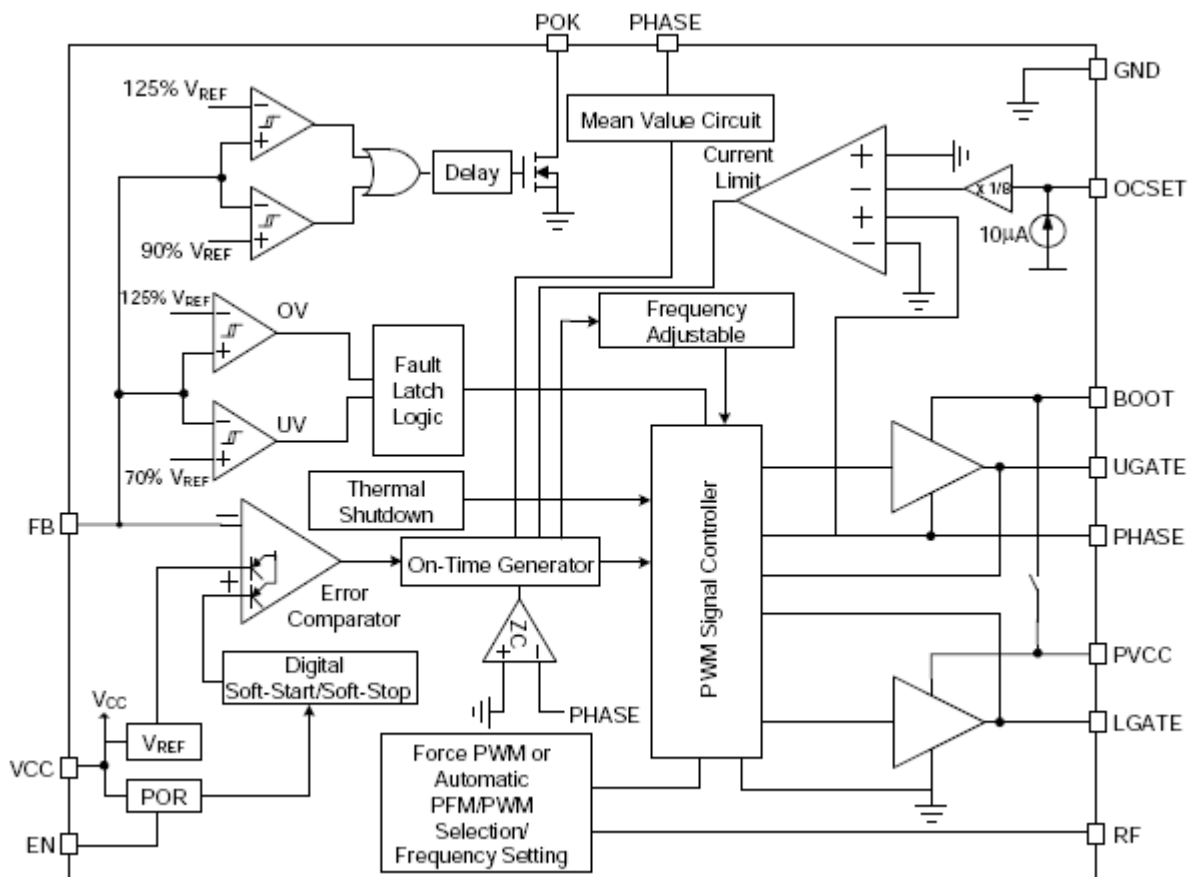 POK PHASE
GND
125% VREF
−
+
Mean Value Circuit
Current
Limit
Delay
+
−
+
−
X 1/8
OCSET
10μA
−
+
90% VREF
125% VREF
−
+
OV
Frequency
Adjustable
Fault
Latch
Logic
BOOT
−
+
UV
70% VREF
UGATE
Thermal
Shutdown
FB
−
+
PHASE
On-Time Generator
Error
Comparator
PWM Signal Controller
ZC
+ −
Digital
Soft-Start/Soft-Stop
PVCC
VCC
PHASE
LGATE
VREF
VCC
Force PWM or
Automatic
PFM/PWM
Selection/
Frequency Setting
POR
RF
EN